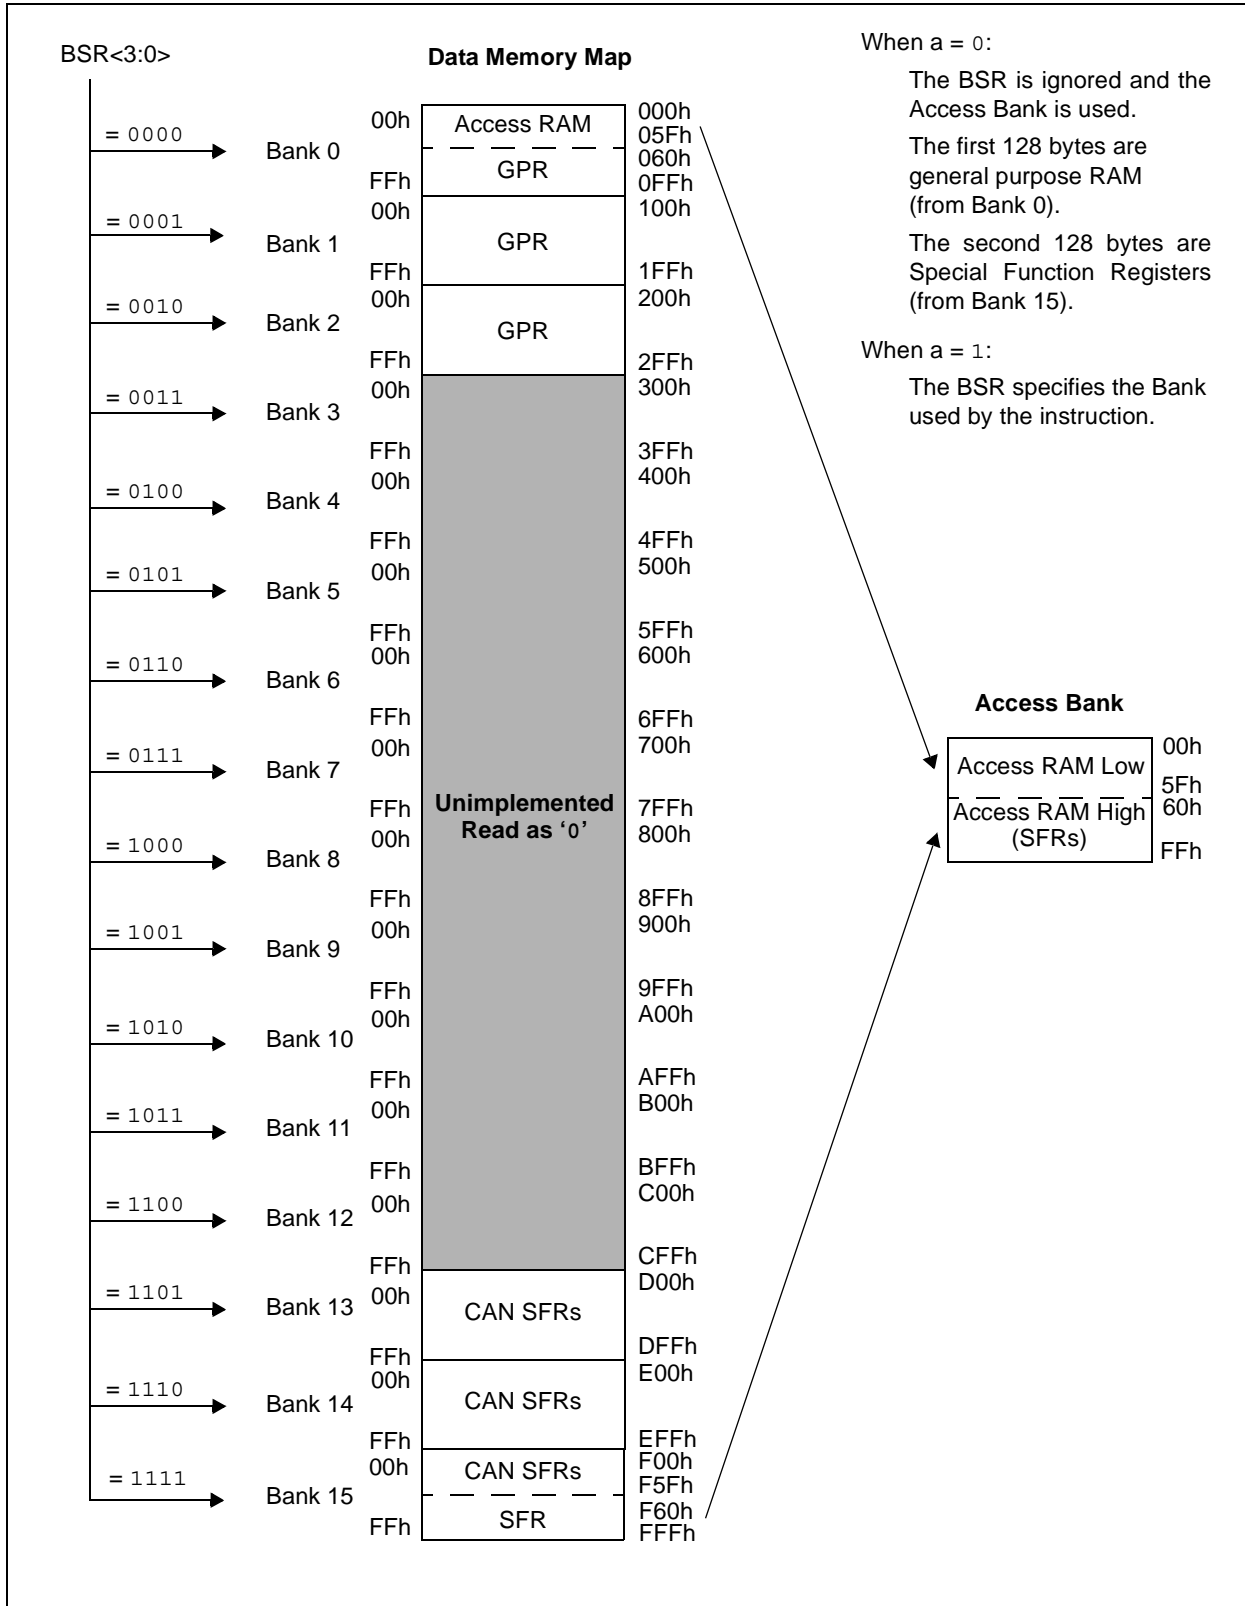 BSR<3:0>
Data Memory Map
When a = 0:
The BSR is ignored and the
Access Bank is used.
The first 128 bytes are
general purpose RAM
(from Bank 0).
The second 128 bytes are
Special Function Registers
(from Bank 15).
When a = 1:
The BSR specifies the Bank
used by the instruction.
= 0000
Bank 0
00h
Access RAM
000h
05Fh
060h
GPR
FFh
0FFh
= 0001
Bank 1
00h
100h
GPR
FFh
1FFh
= 0010
Bank 2
00h
200h
GPR
FFh
2FFh
= 0011
Bank 3
00h
300h
FFh
3FFh
= 0100
Bank 4
00h
400h
FFh
4FFh
= 0101
Bank 5
00h
500h
FFh
5FFh
= 0110
Bank 6
00h
600h
FFh
6FFh
= 0111
Bank 7
00h
700h
FFh
7FFh
Unimplemented
Read as ‘0’
= 1000
Bank 8
00h
800h
FFh
8FFh
= 1001
Bank 9
00h
900h
FFh
9FFh
= 1010
Bank 10
00h
A00h
FFh
AFFh
= 1011
Bank 11
00h
B00h
FFh
BFFh
= 1100
Bank 12
00h
C00h
FFh
CFFh
= 1101
Bank 13
00h
D00h
CAN SFRs
FFh
DFFh
= 1110
Bank 14
00h
E00h
CAN SFRs
FFh
EFFh
= 1111
Bank 15
00h
F00h
CAN SFRs
F5Fh
F60h
SFR
FFh
FFFh
Access Bank
00h
Access RAM Low
5Fh
60h
Access RAM High
(SFRs)
FFh